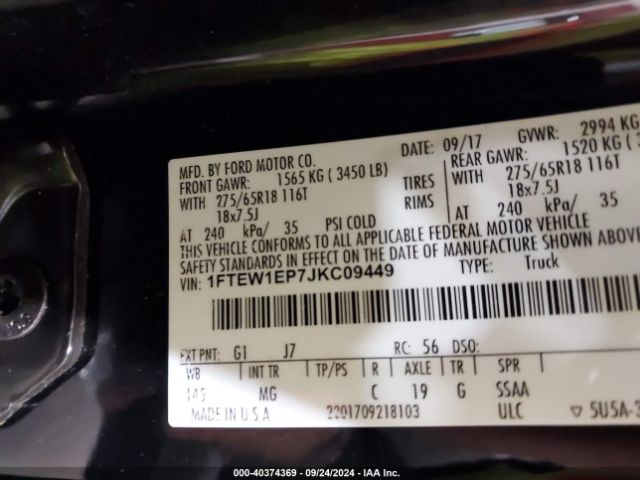 MFD. BY FORD MOTOR CO.
DATE: 09/17 GVWR: 2994 KG
FRONT GAWR: 1565 KG ( 3450 LB)
REAR GAWR: 1520 KG (
WITH 275/65R18 116T TIRES WITH 275/65R18 116T
18x7.5J RIMS 18x7.5J
AT 240 kPa/ 35 PSI COLD AT 240 kPa/ 35
THIS VEHICLE CONFORMS TO ALL APPLICABLE FEDERAL MOTOR VEHICLE
SAFETY STANDARDS IN EFFECT ON THE DATE OF MANUFACTURE SHOWN ABOVE
VIN: 1FTEW1EP7JKC09449 TYPE: Truck
EXT PNT: G1 J7 RC: 56 DSO:
WB INT TR TP/PS R AXLE TR SPR
145 MG C 19 G SSAA
MADE IN U.S.A 2201709218103 ULC ▽ 5U5A-
000-40374369 • 09/24/2024 • IAA Inc.